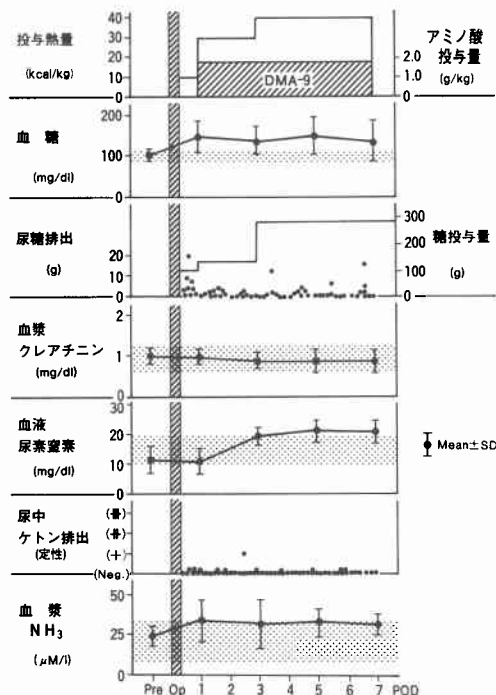 投与熱量
(kcal/kg)
40
30
20
10
0
DMA-9
2.0
1.0
0
アミノ酸
投与量
(g/kg)
血糖
(mg/dl)
200
100
0
尿糖排出
(g)
20
10
0
300
200
100
0
糖投与量
(g)
血漿
クレアチニン
(mg/dl)
2
1
0
血液
尿素窒素
(mg/dl)
30
20
10
0
Mean±SD
尿中
ケトン排出
(定性)
(#)
(+)
(Neg.)
血漿
NH3
(μM/l)
50
25
0
Pre Op 1 2 3 4 5 6 7 POD